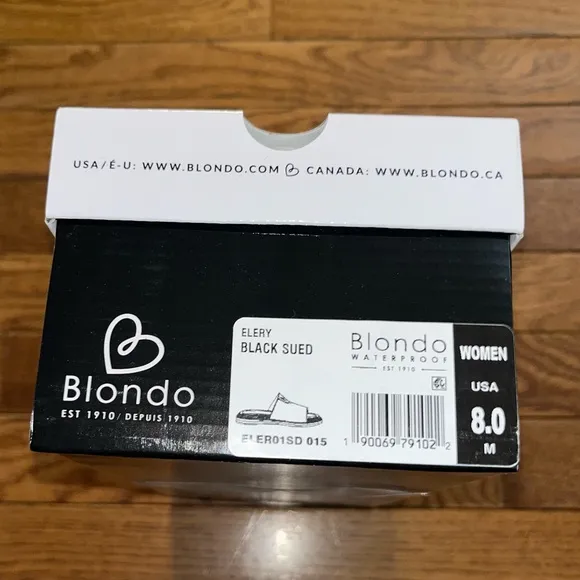 USA/É-U: WWW.BLONDO.COM CANADA: WWW.BLONDO.CA
Blondo
EST 1910 / DEPUIS 1910
ELERY
BLACK SUED
ELER01SD 015
Blondo
WATERPROOF
EST 1910
1 90069 79102 2
WOMEN
USA
8.0
M